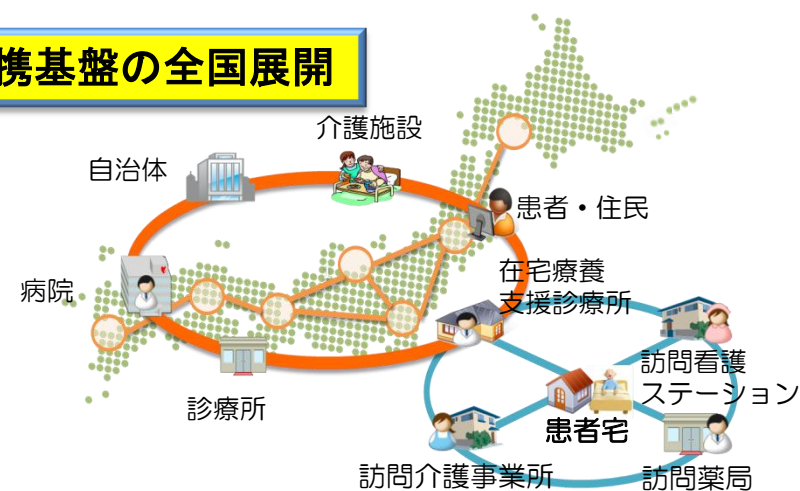 携基盤の全国展開
介護施設
自治体
患者・住民
病院
在宅療養
支援診療所
診療所
訪問看護
ステーション
患者宅
訪問介護事業所
訪問薬局